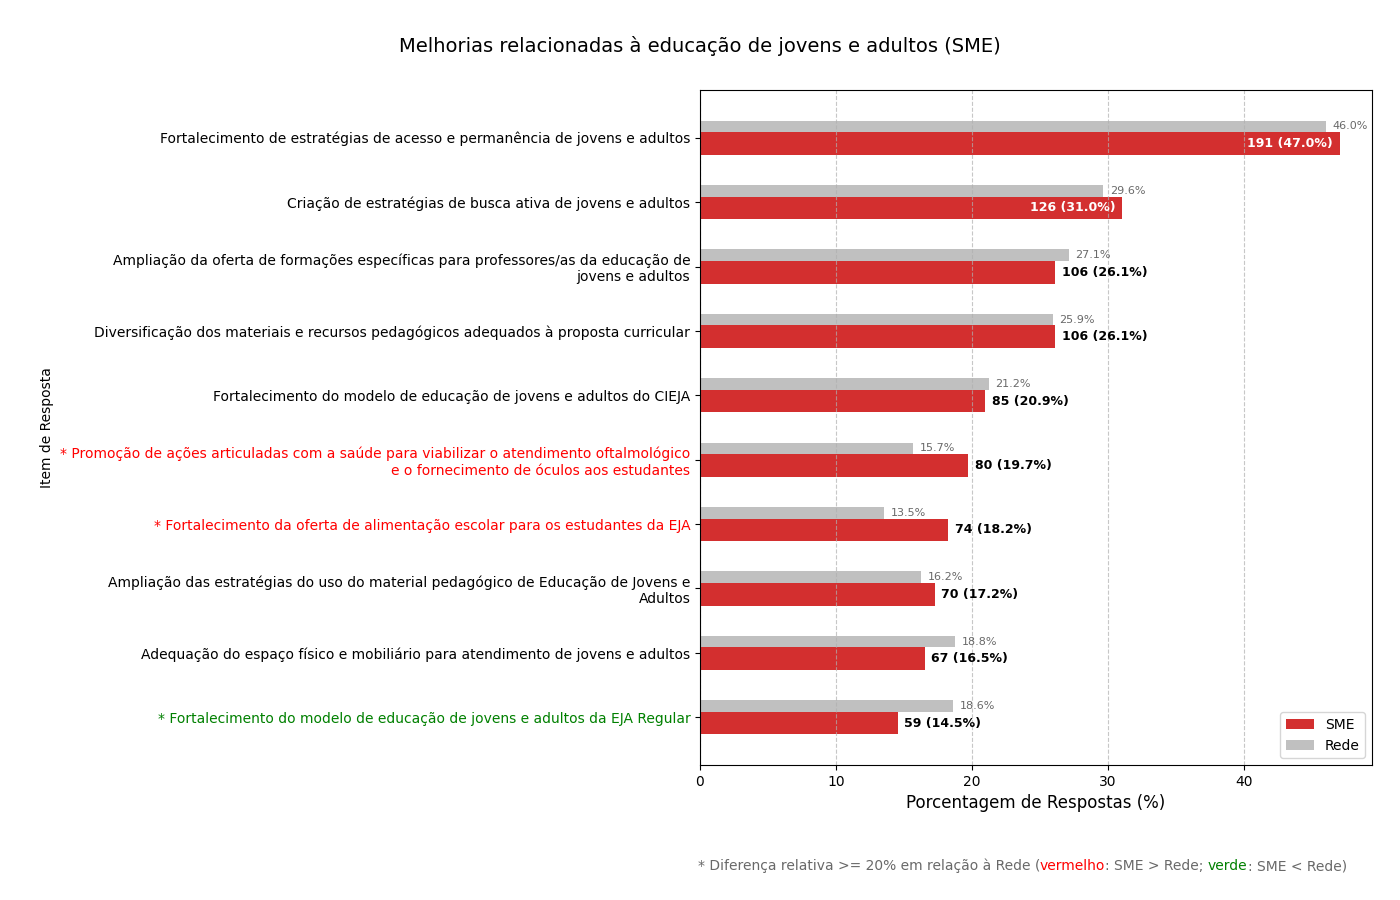 Melhorias relacionadas à educação de jovens e adultos (SME)
Item de Resposta
Fortalecimento de estratégias de acesso e permanência de jovens e adultos
46.0%
191 (47.0%)
Criação de estratégias de busca ativa de jovens e adultos
29.6%
126 (31.0%)
Ampliação da oferta de formações específicas para professores/as da educação de
jovens e adultos
27.1%
106 (26.1%)
Diversificação dos materiais e recursos pedagógicos adequados à proposta curricular
25.9%
106 (26.1%)
Fortalecimento do modelo de educação de jovens e adultos do CIEJA
21.2%
85 (20.9%)
* Promoção de ações articuladas com a saúde para viabilizar o atendimento oftalmológico
e o fornecimento de óculos aos estudantes
15.7%
80 (19.7%)
* Fortalecimento da oferta de alimentação escolar para os estudantes da EJA
13.5%
74 (18.2%)
Ampliação das estratégias do uso do material pedagógico de Educação de Jovens e
Adultos
16.2%
70 (17.2%)
Adequação do espaço físico e mobiliário para atendimento de jovens e adultos
18.8%
67 (16.5%)
* Fortalecimento do modelo de educação de jovens e adultos da EJA Regular
18.6%
59 (14.5%)
SME
Rede
0 10 20 30 40
Porcentagem de Respostas (%)
* Diferença relativa >= 20% em relação à Rede (vermelho: SME > Rede; verde: SME < Rede)